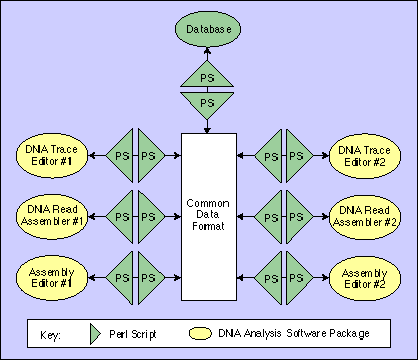 Database
PS
PS
DNA Trace
Editor #1
PS PS
PS PS
DNA Trace
Editor #2
DNA Read
Assembler #1
PS PS
Common
Data
Format
PS PS
DNA Read
Assembler #2
Assembly
Editor #1
PS PS
PS PS
Assembly
Editor #2
Key: Perl Script DNA Analysis Software Package